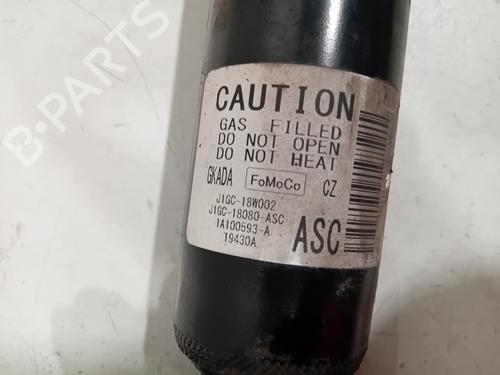 CAUTION
GAS FILLED
DO NOT OPEN
DO NOT HEAT
GKADA FoMoCo CZ
J1GC-18W002
J1GC-18080-ASC
1A100593-A
19430A
ASC
B-PARTS